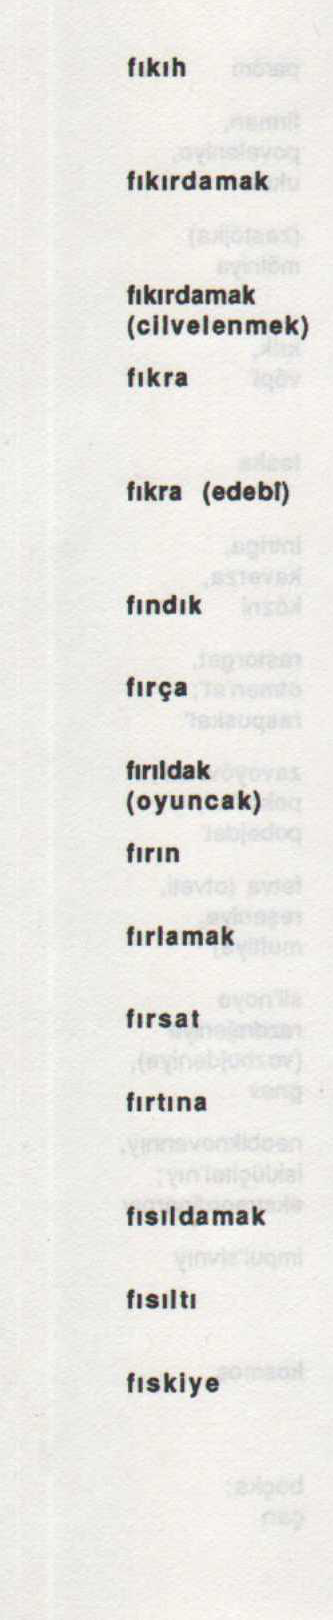 fıkıh
fıkırdamak
fıkırdamak
(cilvelenmek)
fıkra
fıkra (edebî)
fındık
fırça
fırıldak
(oyuncak)
fırın
fırlamak
fırsat
fırtına
fısıldamak
fısıltı
fıskiye